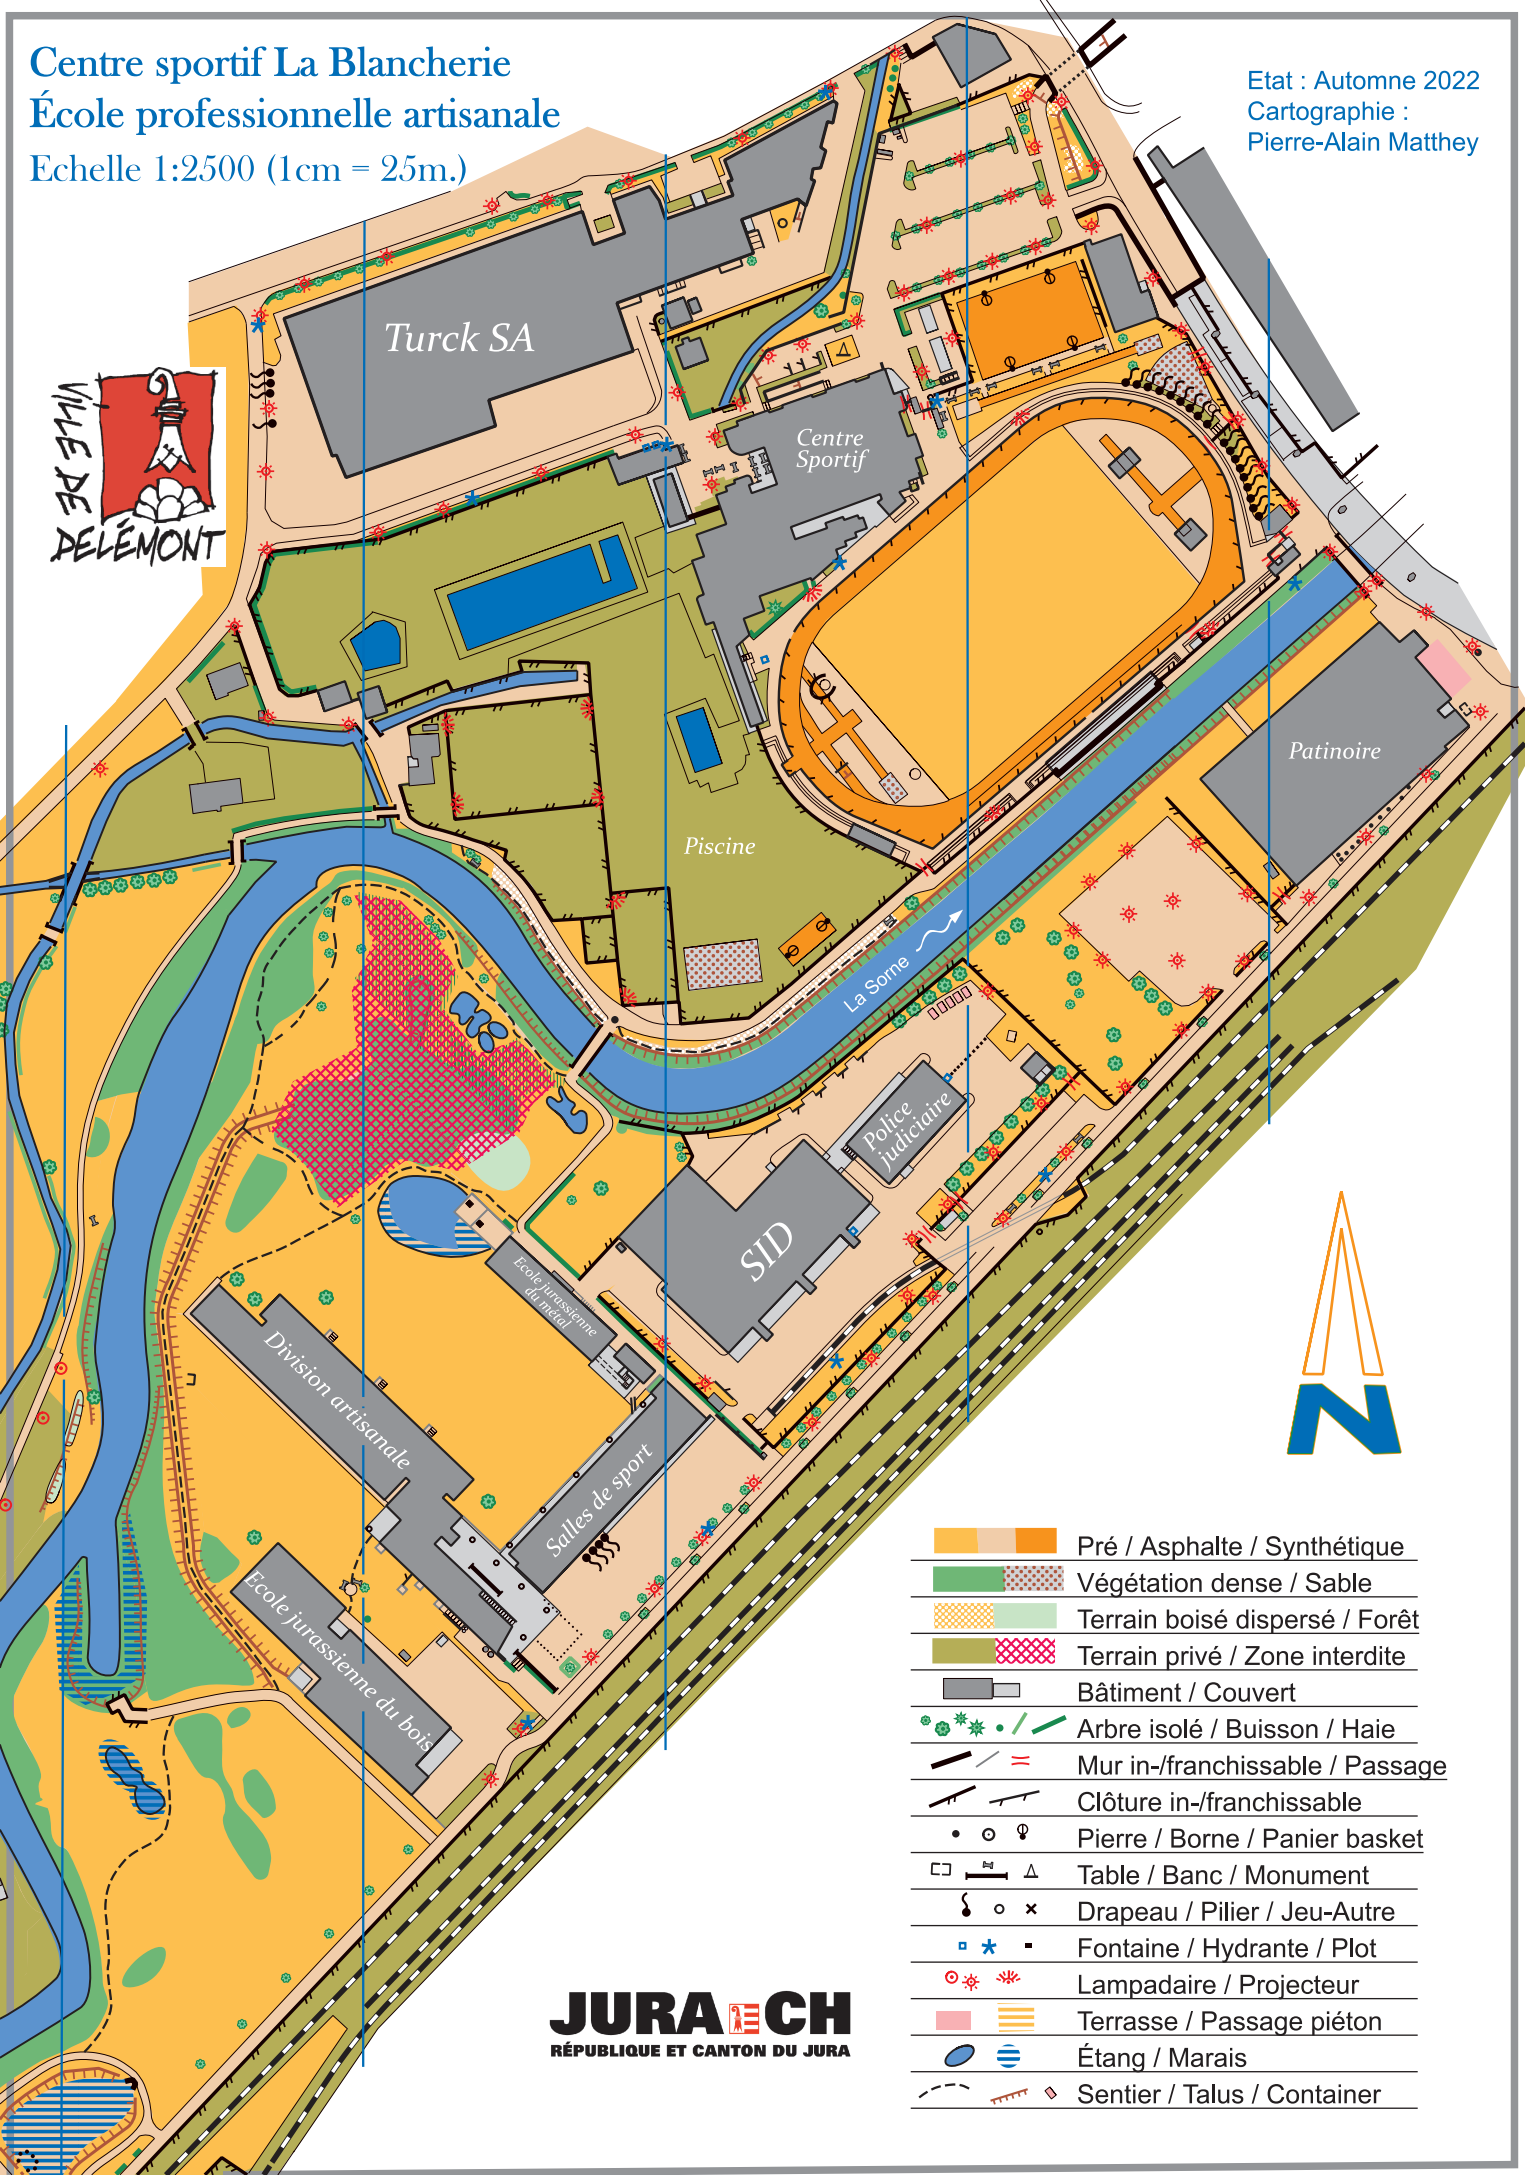 Centre sportif La Blancherie
École professionnelle artisanale
Echelle 1:2500 (1cm = 25m.)
Etat : Automne 2022
Cartographie :
Pierre-Alain Matthey
VILLE DE
DELÉMONT
Turck SA
Centre
Sportif
Patinoire
Piscine
La Sorne
Police
judiciaire
SID
Ecole jurassienne
du métal
Division artisanale
Salles de sport
Ecole jurassienne du bois
N
Pré / Asphalte / Synthétique
Végétation dense / Sable
Terrain boisé dispersé / Forêt
Terrain privé / Zone interdite
Bâtiment / Couvert
Arbre isolé / Buisson / Haie
Mur in-/franchissable / Passage
Clôture in-/franchissable
Pierre / Borne / Panier basket
Table / Banc / Monument
Drapeau / Pilier / Jeu-Autre
Fontaine / Hydrante / Plot
Lampadaire / Projecteur
Terrasse / Passage piéton
Étang / Marais
Sentier / Talus / Container
JURA CH
RÉPUBLIQUE ET CANTON DU JURA